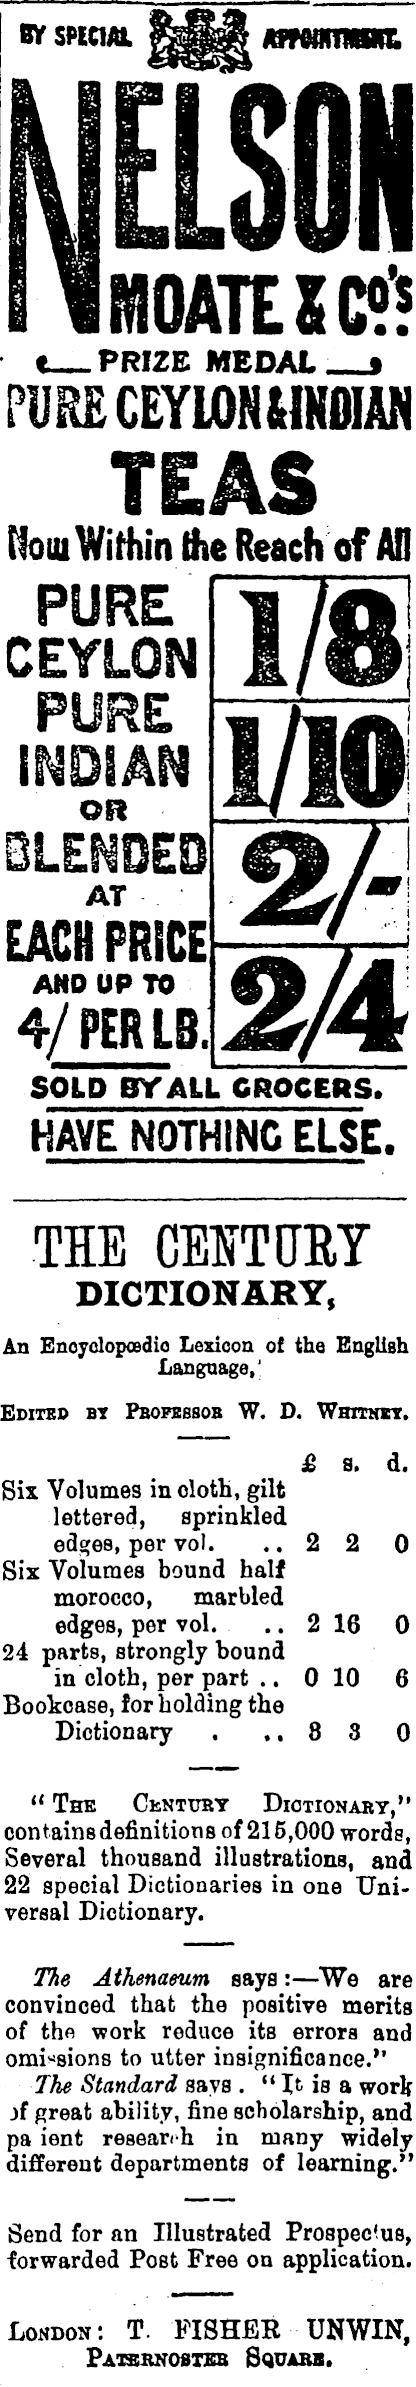 BY SPECIAL APPOINTMENT.
NELSON
MOATE & Co's..
PRIZE MEDAL
PURE CEYLON & INDIAN
TEAS
Now Within the Reach of All
PURE
CEYLON
PURE
INDIAN
OR
BLENDED
AT
EACH PRICE
AND UP TO
4/ PER LB.
1/8
1/10
2/-
2/4
SOLD BY ALL GROCERS.
HAVE NOTHING ELSE.
THE CENTURY
DICTIONARY,
An Encyclopœdic Lexicon of the English
Language,'
EDITED BY PROFESSOR W. D. WHITNEY.
£ s. d.
Six Volumes in cloth, gilt
lettered, sprinkled
edges, per vol. .. 2 2 0
Six Volumes bound half
morocco, marbled
edges, per vol. .. 2 16 0
24 parts, strongly bound
in cloth, per part .. 0 10 6
Bookcase, for holding the
Dictionary . .. 3 3 0
"THE CENTURY DICTIONARY,"
contains definitions of 215,000 words,
Several thousand illustrations, and
22 special Dictionaries in one Uni-
versal Dictionary.
The Athenaeum says:—We are
convinced that the positive merits
of the work reduce its errors and
omissions to utter insignificance."
The Standard says. "It is a work
of great ability, fine scholarship, and
pa ient research in many widely
different departments of learning."
Send for an Illustrated Prospectus,
forwarded Post Free on application.
LONDON: T. FISHER UNWIN,
PATERNOSTER SQUARE.